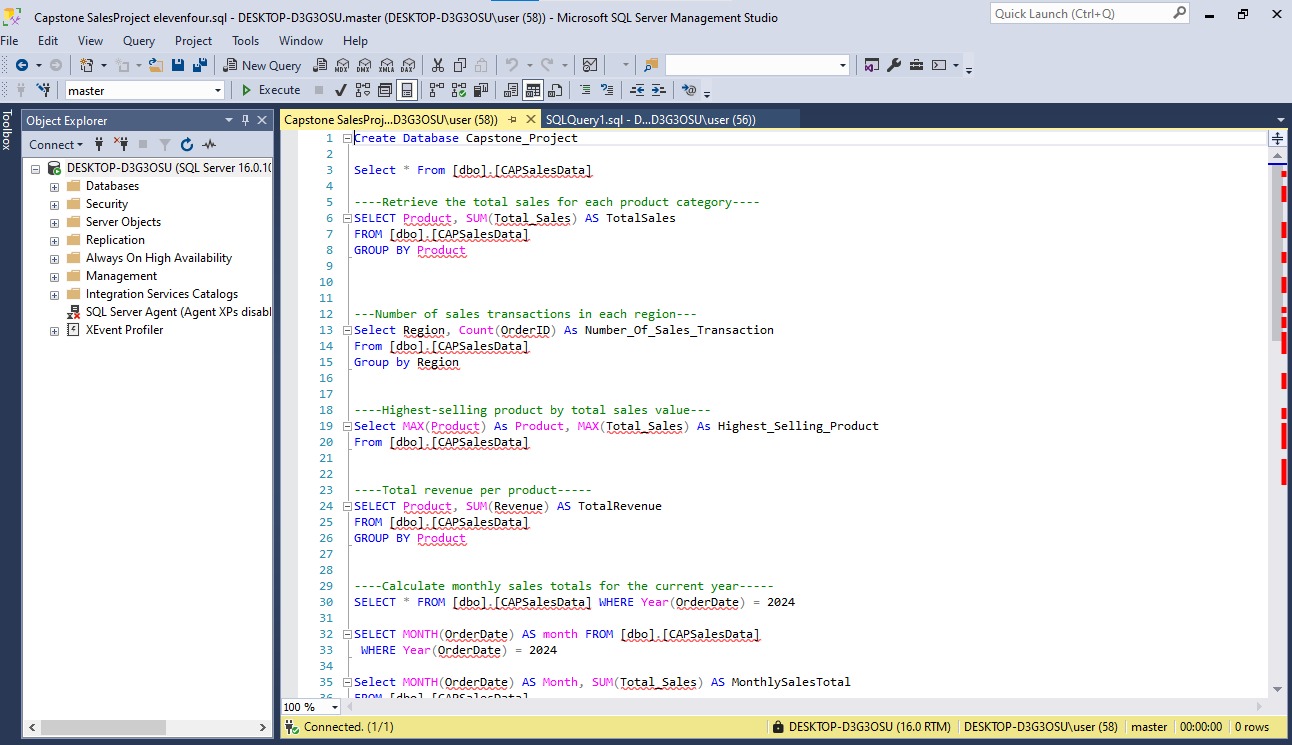 Capstone SalesProject elevenfour.sql - DESKTOP-D3G3OSU.master (DESKTOP-D3G3OSU\user (58)) - Microsoft SQL Server Management Studio
Quick Launch (Ctrl+Q)
File Edit View Query Project Tools Window Help
New Query MDX DMX XMLA DAX
master Execute
Toolbox
Object Explorer
Connect
DESKTOP-D3G3OSU (SQL Server 16.0.10
Databases
Security
Server Objects
Replication
Always On High Availability
Management
Integration Services Catalogs
SQL Server Agent (Agent XPs disabl
XEvent Profiler
Capstone SalesProj...D3G3OSU\user (58)) SQLQuery1.sql - D...D3G3OSU\user (56))
1 Create Database Capstone_Project
2
3 Select * From [dbo].[CAPSalesData]
4
5 ----Retrieve the total sales for each product category----
6 SELECT Product, SUM(Total_Sales) AS TotalSales
7 FROM [dbo].[CAPSalesData]
8 GROUP BY Product
9
10
11
12 ---Number of sales transactions in each region---
13 Select Region, Count(OrderID) As Number_Of_Sales_Transaction
14 From [dbo].[CAPSalesData]
15 Group by Region
16
17
18 ----Highest-selling product by total sales value---
19 Select MAX(Product) As Product, MAX(Total_Sales) As Highest_Selling_Product
20 From [dbo].[CAPSalesData]
21
22
23 ----Total revenue per product-----
24 SELECT Product, SUM(Revenue) AS TotalRevenue
25 FROM [dbo].[CAPSalesData]
26 GROUP BY Product
27
28
29 ----Calculate monthly sales totals for the current year-----
30 SELECT * FROM [dbo].[CAPSalesData] WHERE Year(OrderDate) = 2024
31
32 SELECT MONTH(OrderDate) AS month FROM [dbo].[CAPSalesData]
33 WHERE Year(OrderDate) = 2024
34
35 Select MONTH(OrderDate) AS Month, SUM(Total_Sales) AS MonthlySalesTotal
36 FROM [dbo].[CAPSalesData]
100 %
Connected. (1/1) DESKTOP-D3G3OSU (16.0 RTM) DESKTOP-D3G3OSU\user (58) master 00:00:00 0 rows